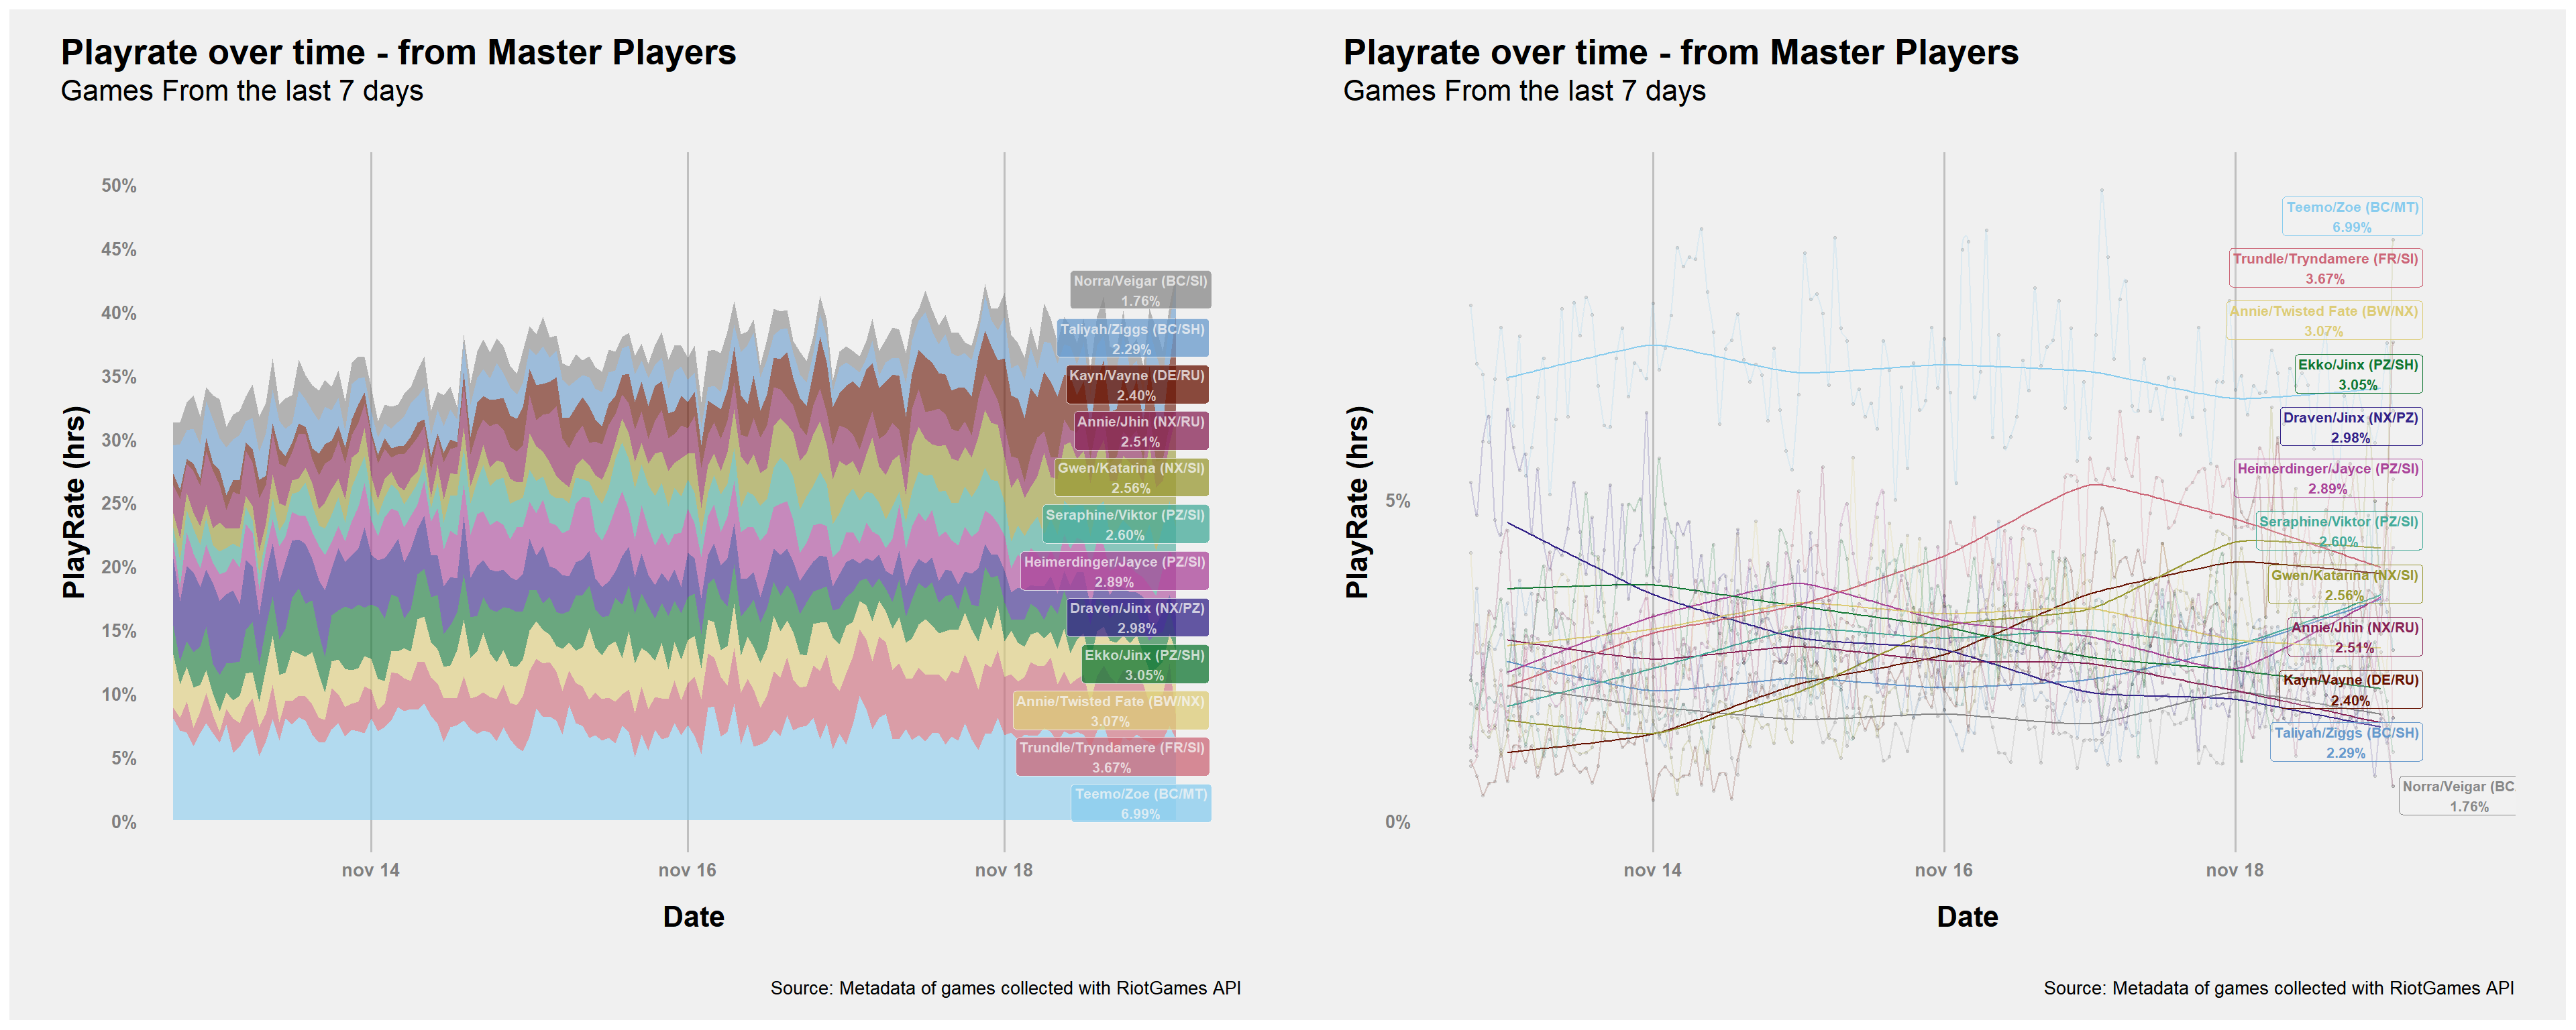 Playrate over time - from Master Players
Games From the last 7 days
PlayRate (hrs)
50%
45%
40%
35%
30%
25%
20%
15%
10%
5%
0%
Norra/Veigar (BC/SI)
1.76%
Taliyah/Ziggs (BC/SH)
2.29%
Kayn/Vayne (DE/RU)
2.40%
Annie/Jhin (NX/RU)
2.51%
Gwen/Katarina (NX/SI)
2.56%
Seraphine/Viktor (PZ/SI)
2.60%
Heimerdinger/Jayce (PZ/SI)
2.89%
Draven/Jinx (NX/PZ)
2.98%
Ekko/Jinx (PZ/SH)
3.05%
Annie/Twisted Fate (BW/NX)
3.07%
Trundle/Tryndamere (FR/SI)
3.67%
Teemo/Zoe (BC/MT)
6.99%
nov 14
nov 16
nov 18
Date
Source: Metadata of games collected with RiotGames API
Playrate over time - from Master Players
Games From the last 7 days
PlayRate (hrs)
5%
0%
Teemo/Zoe (BC/MT)
6.99%
Trundle/Tryndamere (FR/SI)
3.67%
Annie/Twisted Fate (BW/NX)
3.07%
Ekko/Jinx (PZ/SH)
3.05%
Draven/Jinx (NX/PZ)
2.98%
Heimerdinger/Jayce (PZ/SI)
2.89%
Seraphine/Viktor (PZ/SI)
2.60%
Gwen/Katarina (NX/SI)
2.56%
Annie/Jhin (NX/RU)
2.51%
Kayn/Vayne (DE/RU)
2.40%
Taliyah/Ziggs (BC/SH)
2.29%
Norra/Veigar (BC
1.76%
nov 14
nov 16
nov 18
Date
Source: Metadata of games collected with RiotGames API